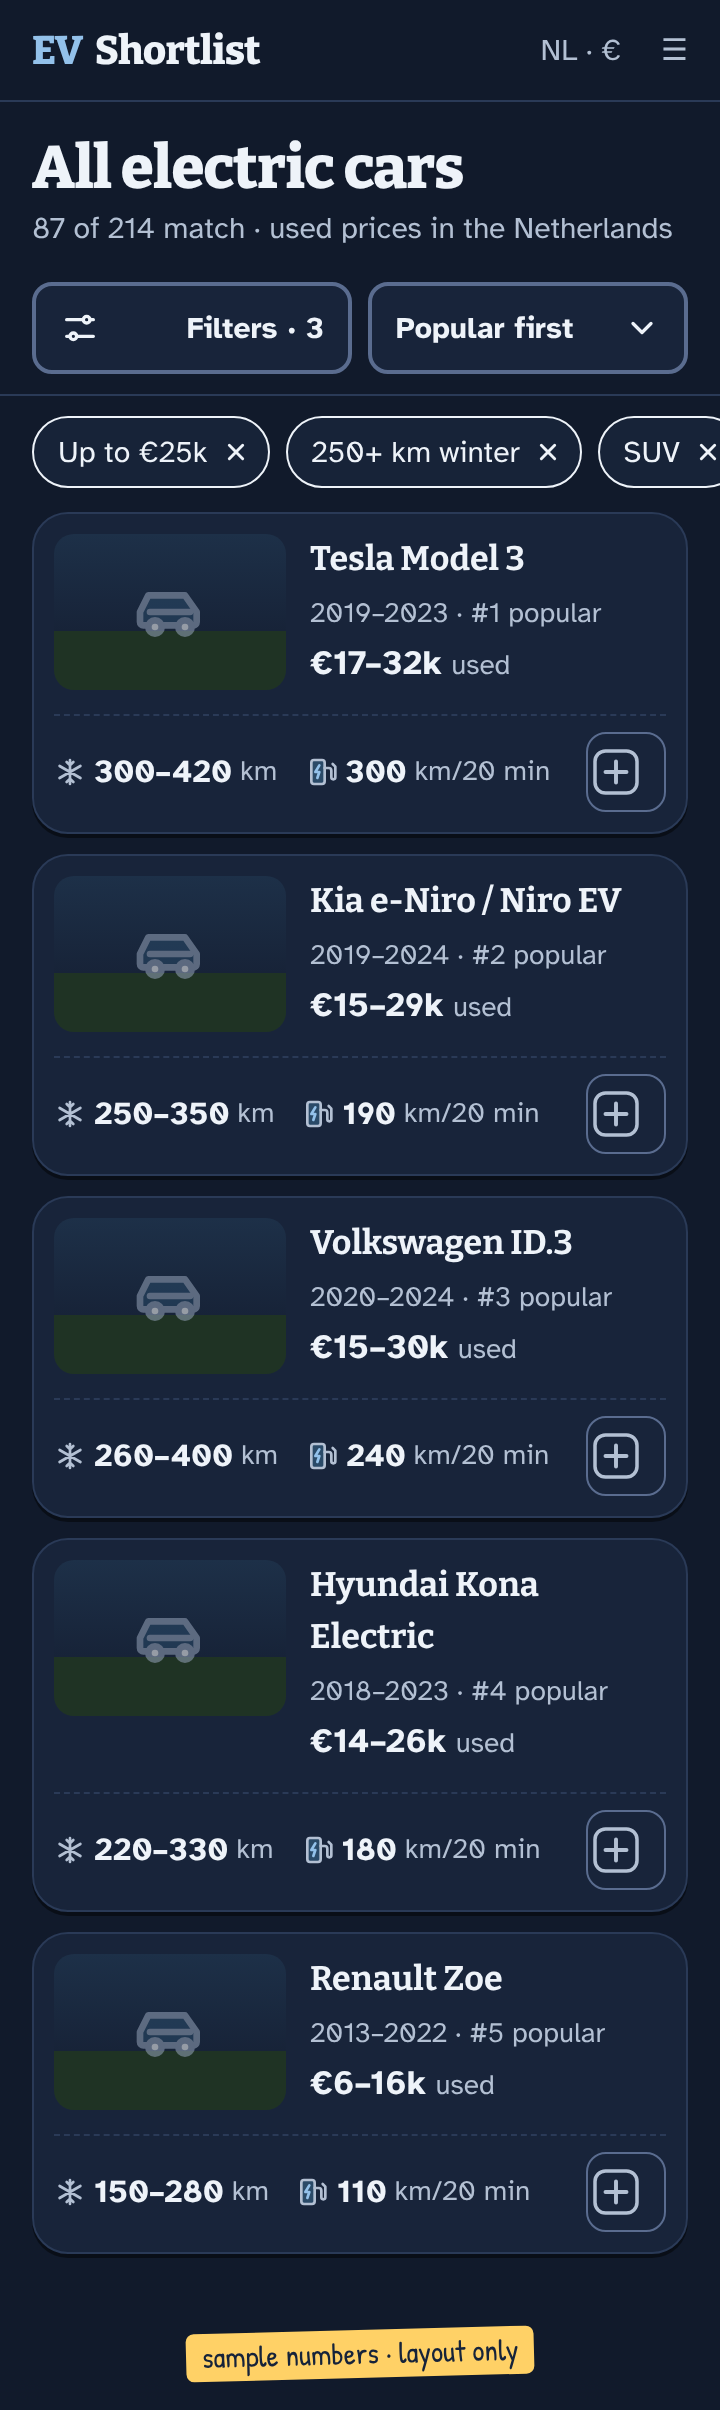 EV Shortlist
NL · €
All electric cars
87 of 214 match · used prices in the Netherlands
Filters · 3
Popular first
Up to €25k ×
250+ km winter ×
SUV ×
Tesla Model 3
2019–2023 · #1 popular
€17–32k used
300–420 km
300 km/20 min
Kia e-Niro / Niro EV
2019–2024 · #2 popular
€15–29k used
250–350 km
190 km/20 min
Volkswagen ID.3
2020–2024 · #3 popular
€15–30k used
260–400 km
240 km/20 min
Hyundai Kona
Electric
2018–2023 · #4 popular
€14–26k used
220–330 km
180 km/20 min
Renault Zoe
2013–2022 · #5 popular
€6–16k used
150–280 km
110 km/20 min
sample numbers · layout only